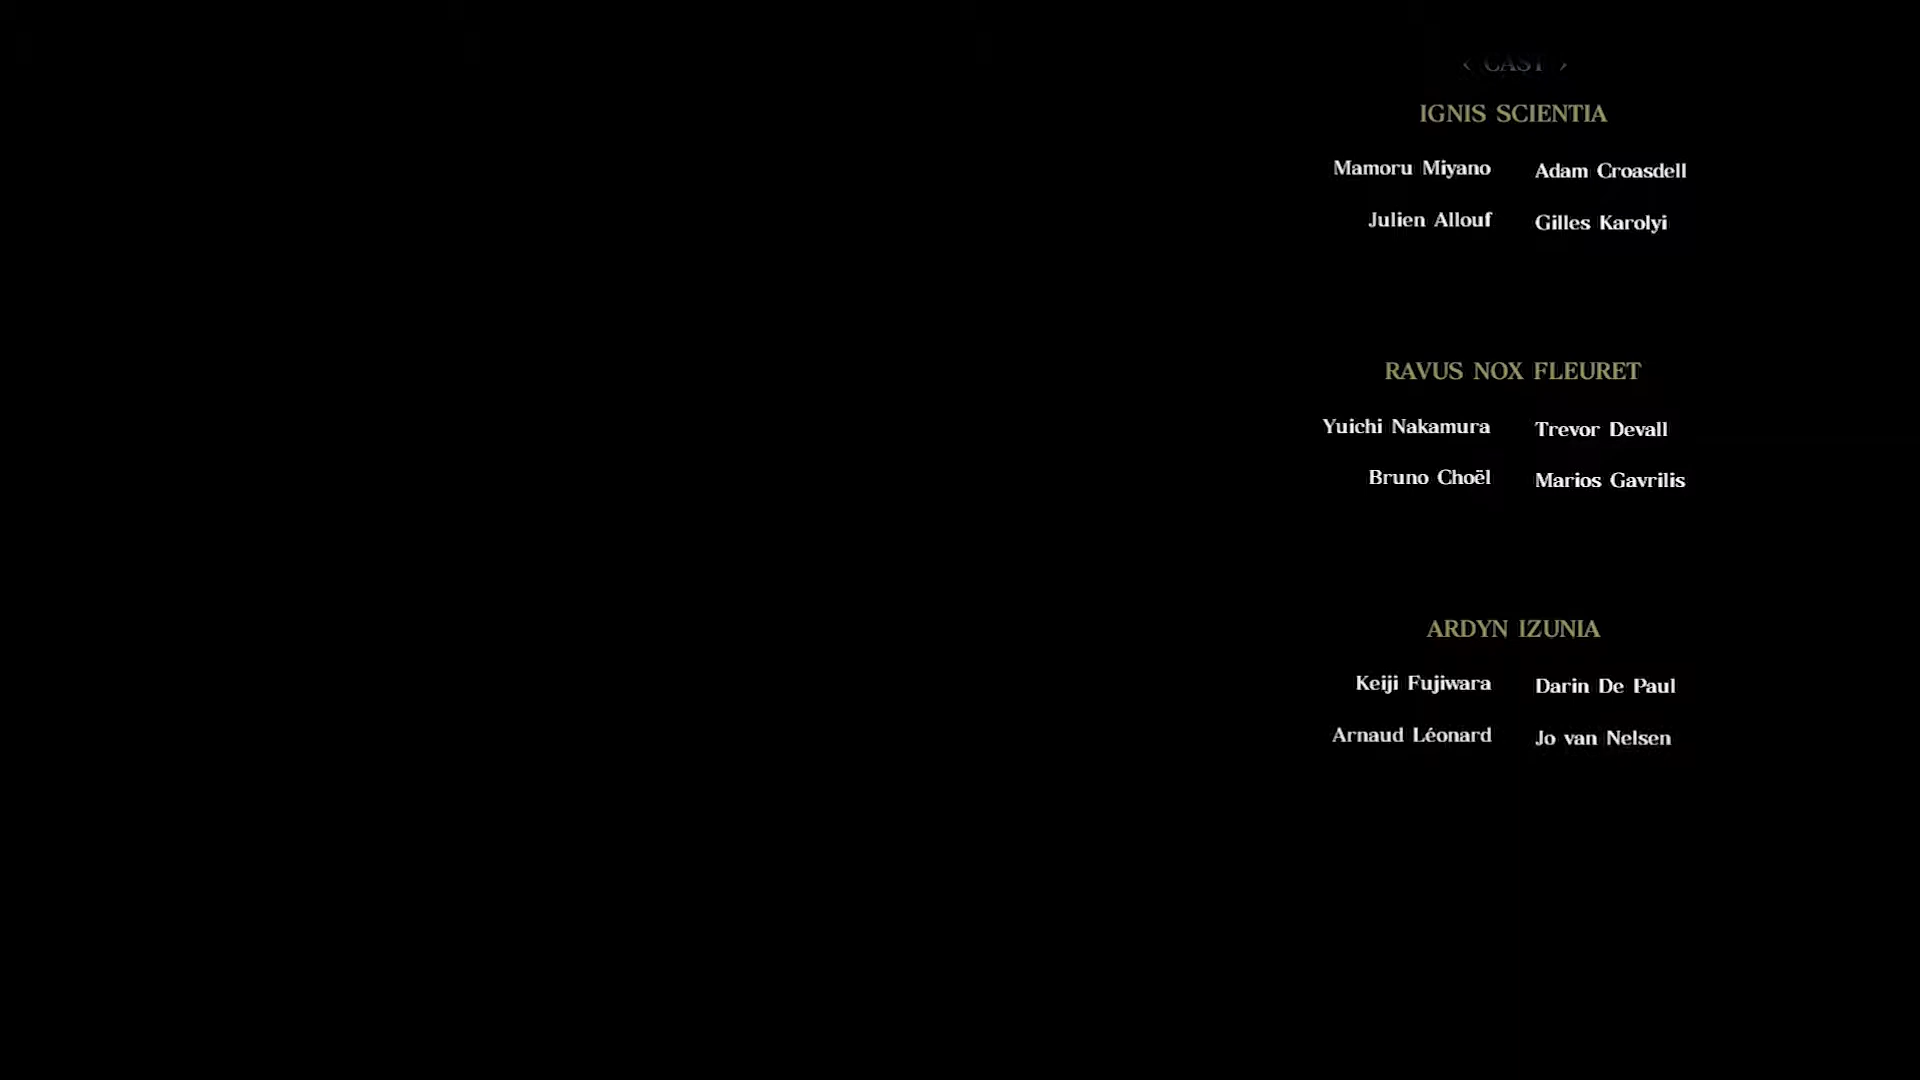 < CAST >
IGNIS SCIENTIA
Mamoru Miyano Adam Croasdell
Julien Allouf Gilles Karolyi
RAVUS NOX FLEURET
Yuichi Nakamura Trevor Devall
Bruno Choël Marios Gavrilis
ARDYN IZUNIA
Keiji Fujiwara Darin De Paul
Arnaud Léonard Jo van Nelsen